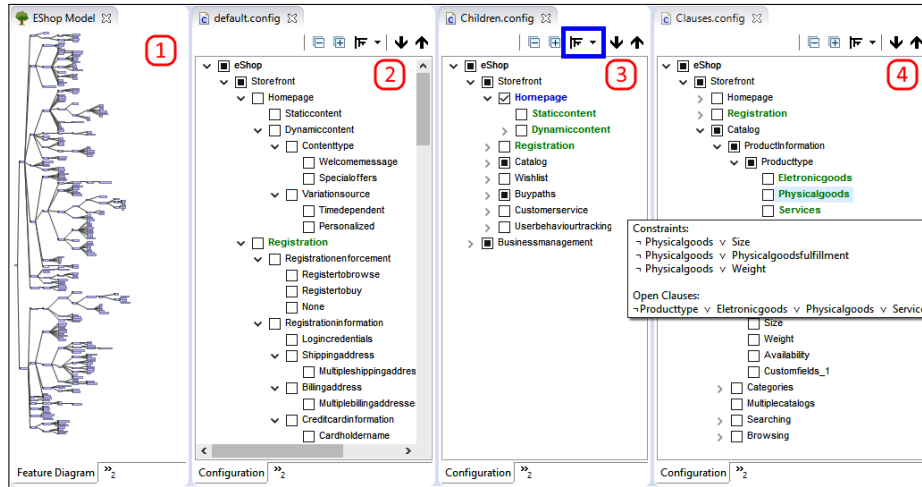 EShop Model
1
Feature Diagram
»2
default.config
2
eShop
Storefront
Homepage
Staticcontent
Dynamiccontent
Contenttype
Welcomemessage
Specialoffers
Variationsource
Timedependent
Personalized
Registration
Registrationenforcement
Registertobrowse
Registertobuy
None
Registrationinformation
Logincredentials
Shippingaddress
Multipleshippingaddres
Billingaddress
Multiplebillingaddresse
Creditcardinformation
Cardholdername
Configuration
»2
Children.config
3
eShop
Storefront
Homepage
Staticcontent
Dynamiccontent
Registration
Catalog
Wishlist
Buypaths
Customerservice
Userbehaviourtracking
Businessmanagement
Configuration
»2
Clauses.config
4
eShop
Storefront
Homepage
Registration
Catalog
ProductInformation
Producttype
Eletronicgoods
Physicalgoods
Services
Constraints:
¬ Physicalgoods ∨ Size
¬ Physicalgoods ∨ Physicalgoodsfulfillment
¬ Physicalgoods ∨ Weight
Open Clauses:
¬Producttype ∨ Eletronicgoods ∨ Physicalgoods ∨ Service
Size
Weight
Availability
Customfields_1
Categories
Multiplecatalogs
Searching
Browsing
Configuration
»2